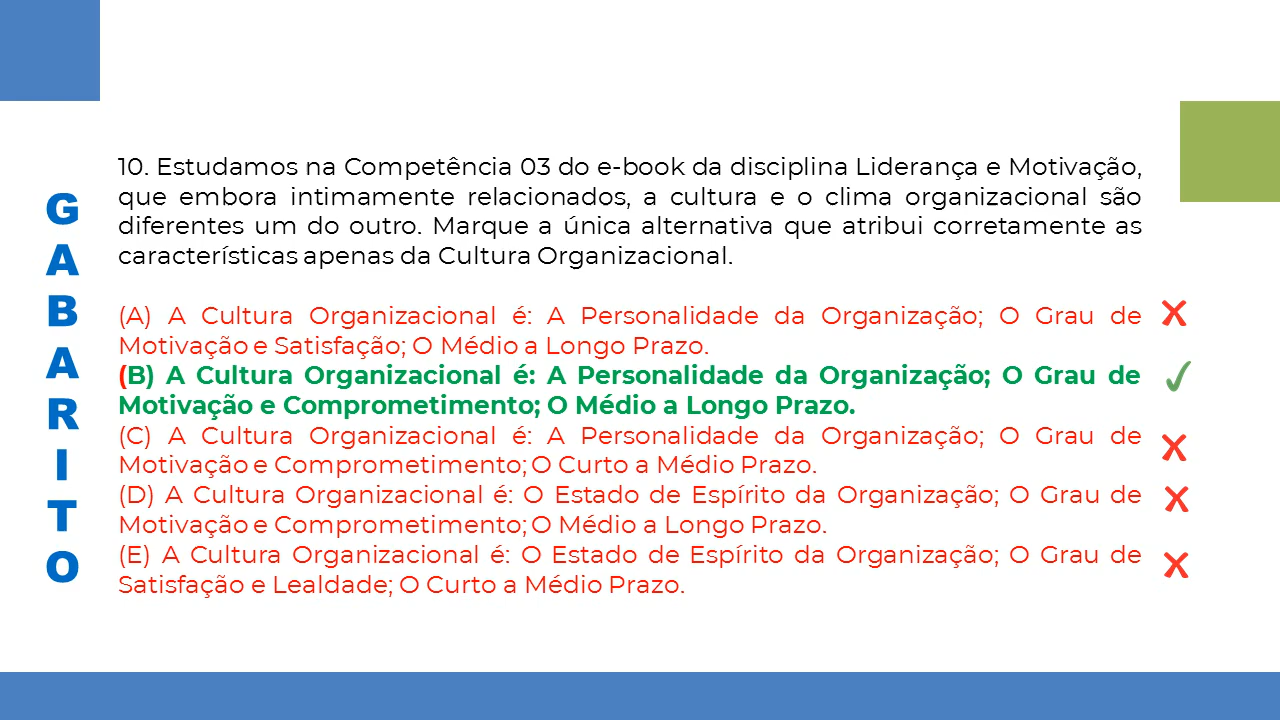 GABARITO
10. Estudamos na Competência 03 do e-book da disciplina Liderança e Motivação,
que embora intimamente relacionados, a cultura e o clima organizacional são
diferentes um do outro. Marque a única alternativa que atribui corretamente as
características apenas da Cultura Organizacional.
(A) A Cultura Organizacional é: A Personalidade da Organização; O Grau de
Motivação e Satisfação; O Médio a Longo Prazo.
(B) A Cultura Organizacional é: A Personalidade da Organização; O Grau de
Motivação e Comprometimento; O Médio a Longo Prazo.
(C) A Cultura Organizacional é: A Personalidade da Organização; O Grau de
Motivação e Comprometimento; O Curto a Médio Prazo.
(D) A Cultura Organizacional é: O Estado de Espírito da Organização; O Grau de
Motivação e Comprometimento; O Médio a Longo Prazo.
(E) A Cultura Organizacional é: O Estado de Espírito da Organização; O Grau de
Satisfação e Lealdade; O Curto a Médio Prazo.